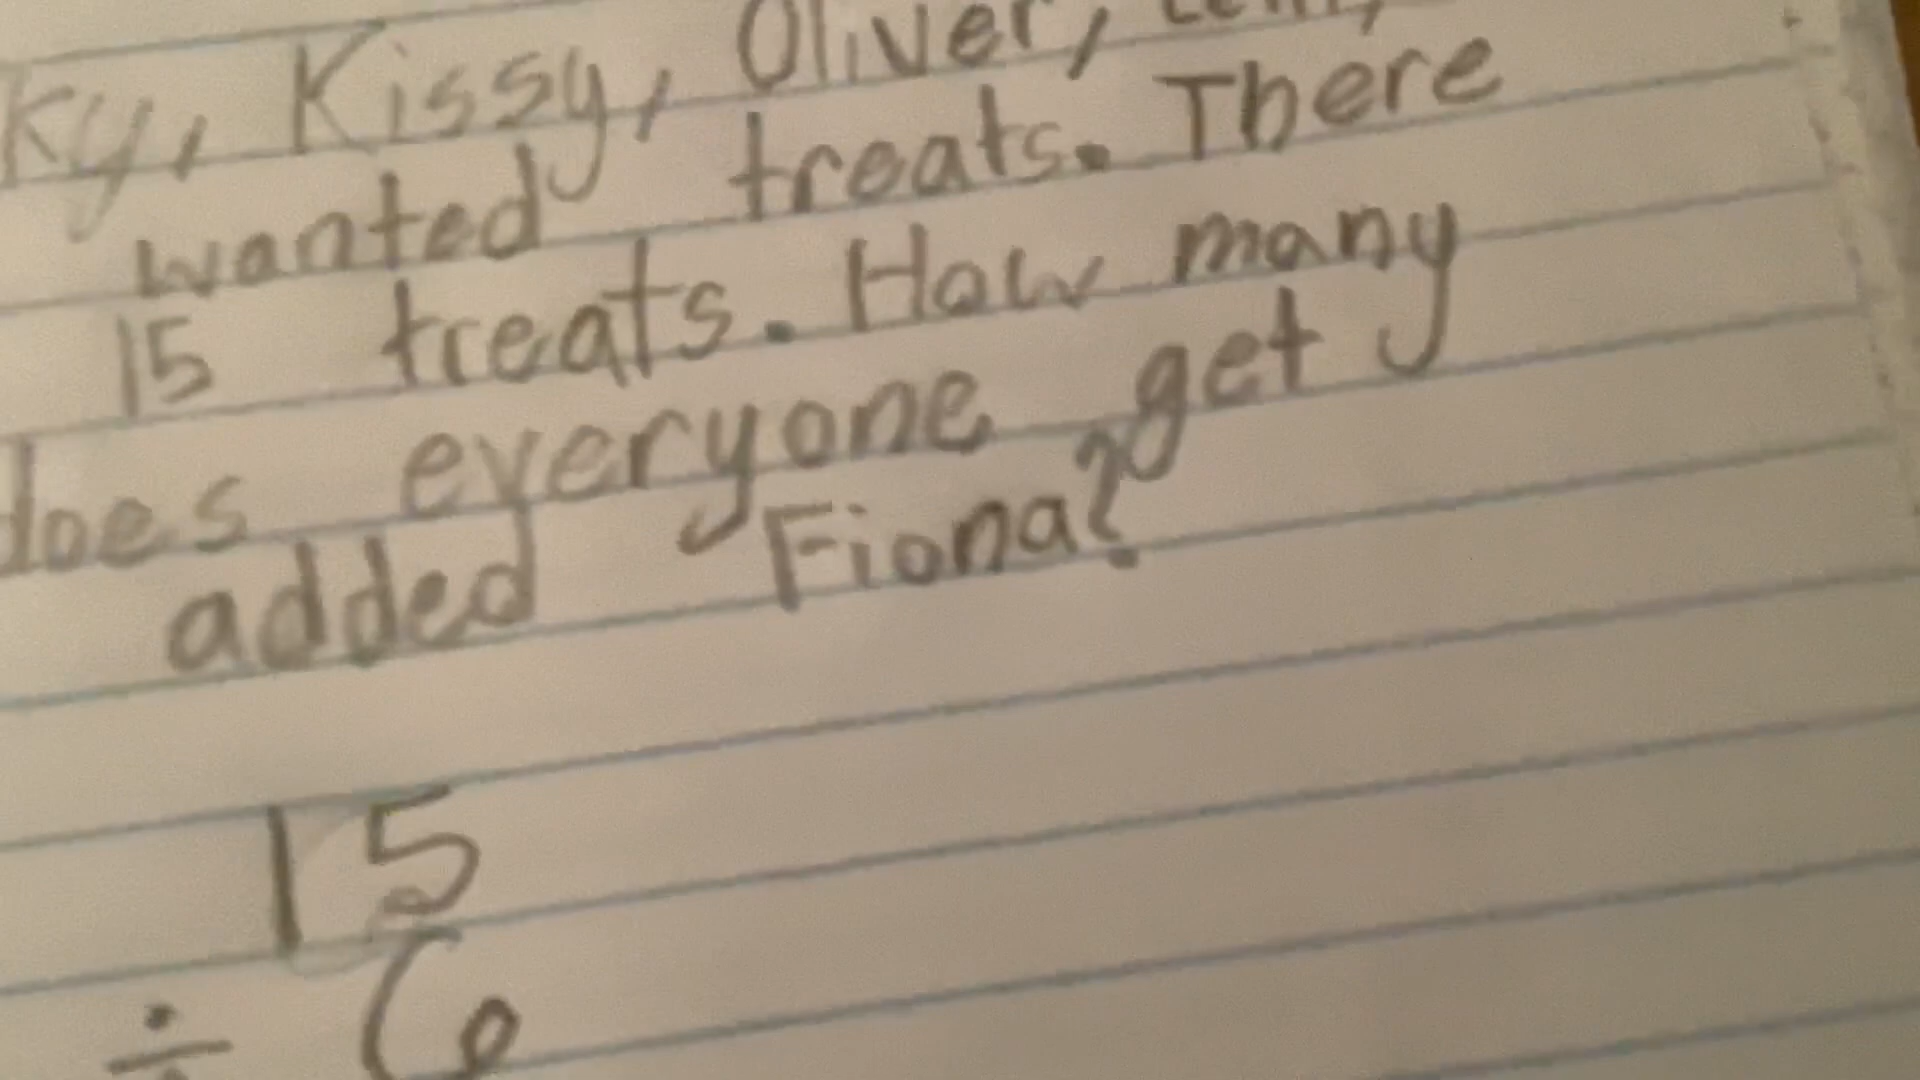 ky, Kissy, Oliver,
wanted treats. There
15 treats. How many
does everyone get
added Fiona?
15
÷ 6